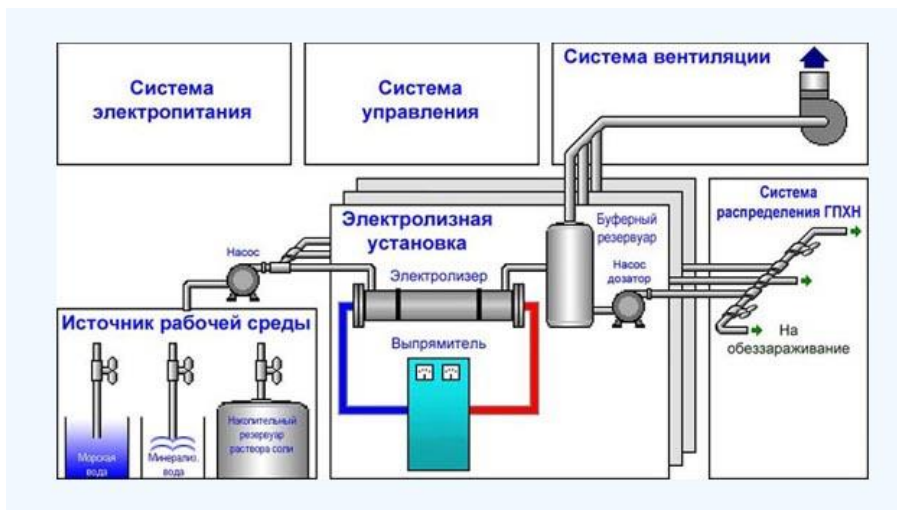 Система
электропитания
Система
управления
Система вентиляции
Электролизная
установка
Буферный
резервуар
Система
распределения ГПХН
Насос
Электролизер
Насос
дозатор
Источник рабочей среды
Выпрямитель
На
обеззараживание
Морская
вода
Минерализ.
вода
Накопительный
резервуар
раствора соли